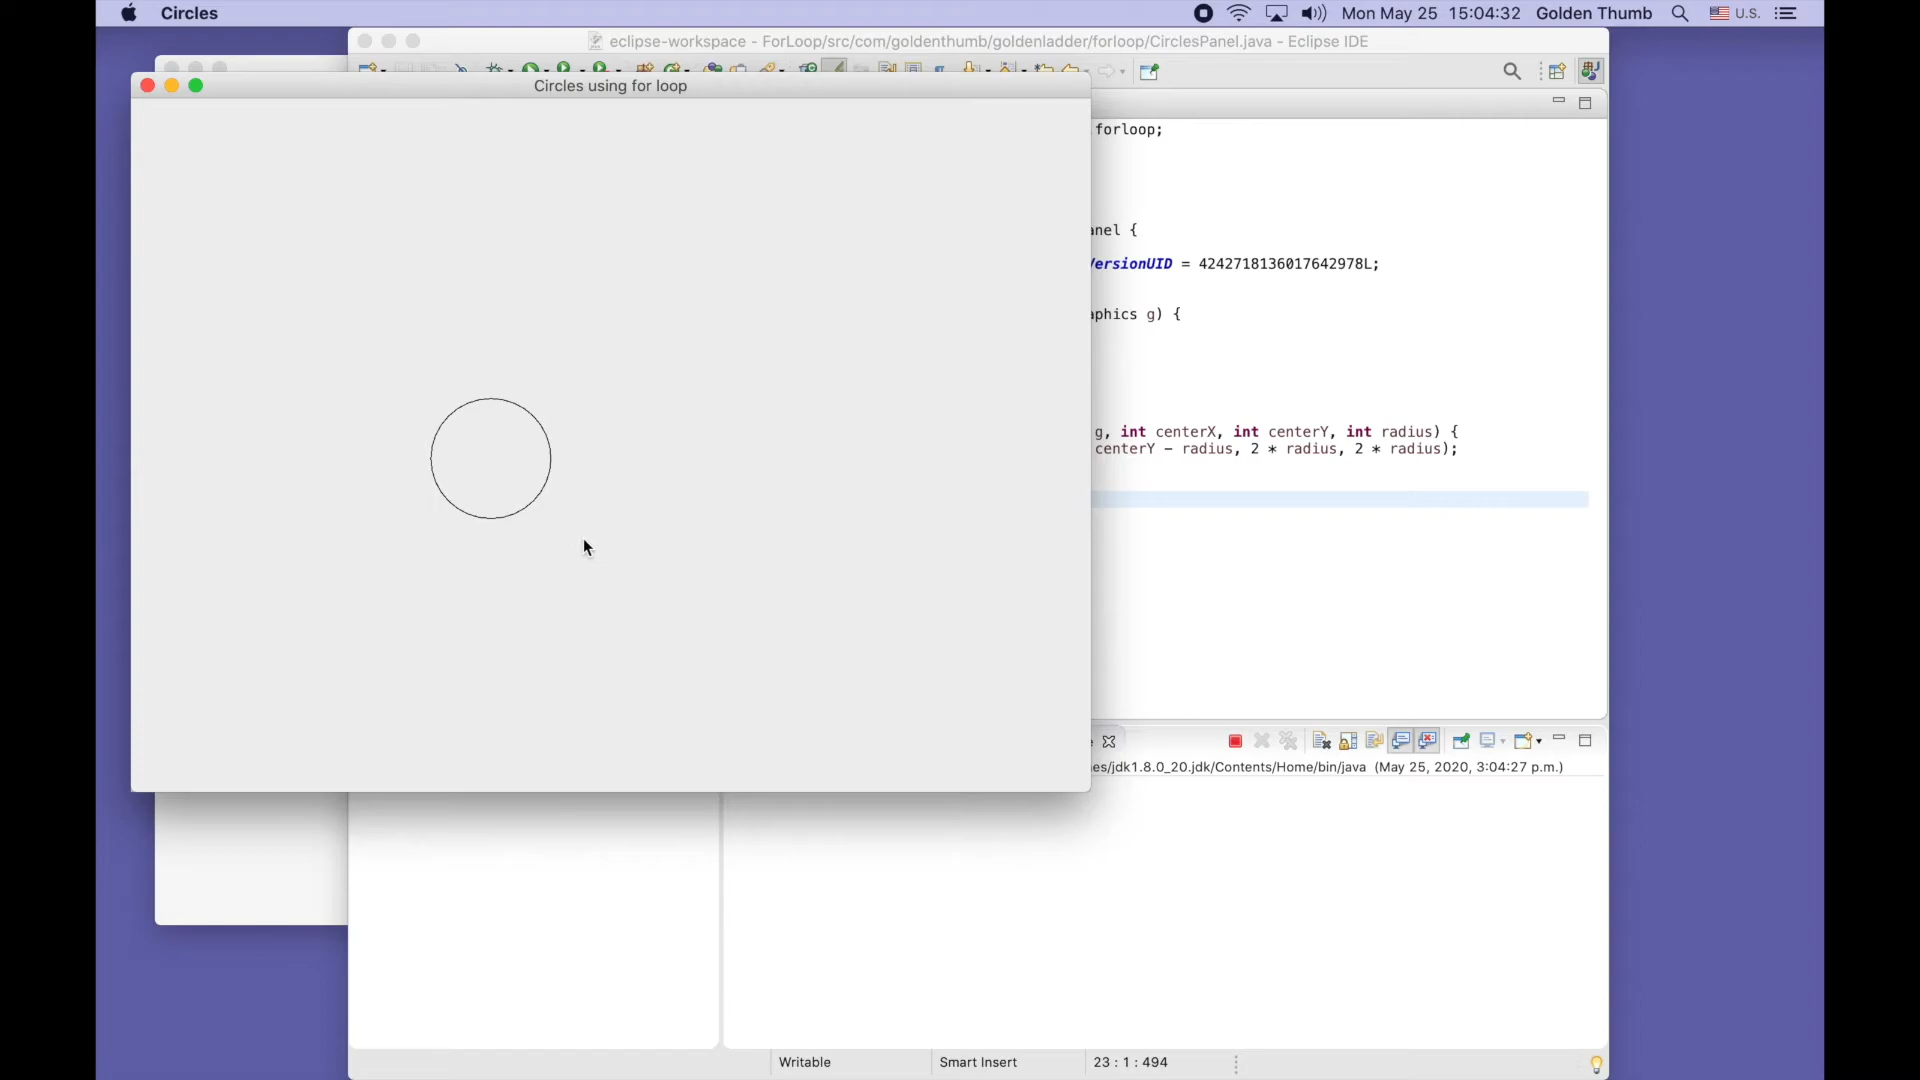 Circles
Mon May 25 15:04:32 Golden Thumb
U.S.
eclipse-workspace - ForLoop/src/com/goldenthumb/goldenladder/forloop/CirclesPanel.java - Eclipse IDE
Circles using for loop
forloop;
anel {
VersionUID = 4242718136017642978L;
aphics g) {
g, int centerX, int centerY, int radius) {
centerY - radius, 2 * radius, 2 * radius);
es/jdk1.8.0_20.jdk/Contents/Home/bin/java (May 25, 2020, 3:04:27 p.m.)
Writable
Smart Insert
23 : 1 : 494